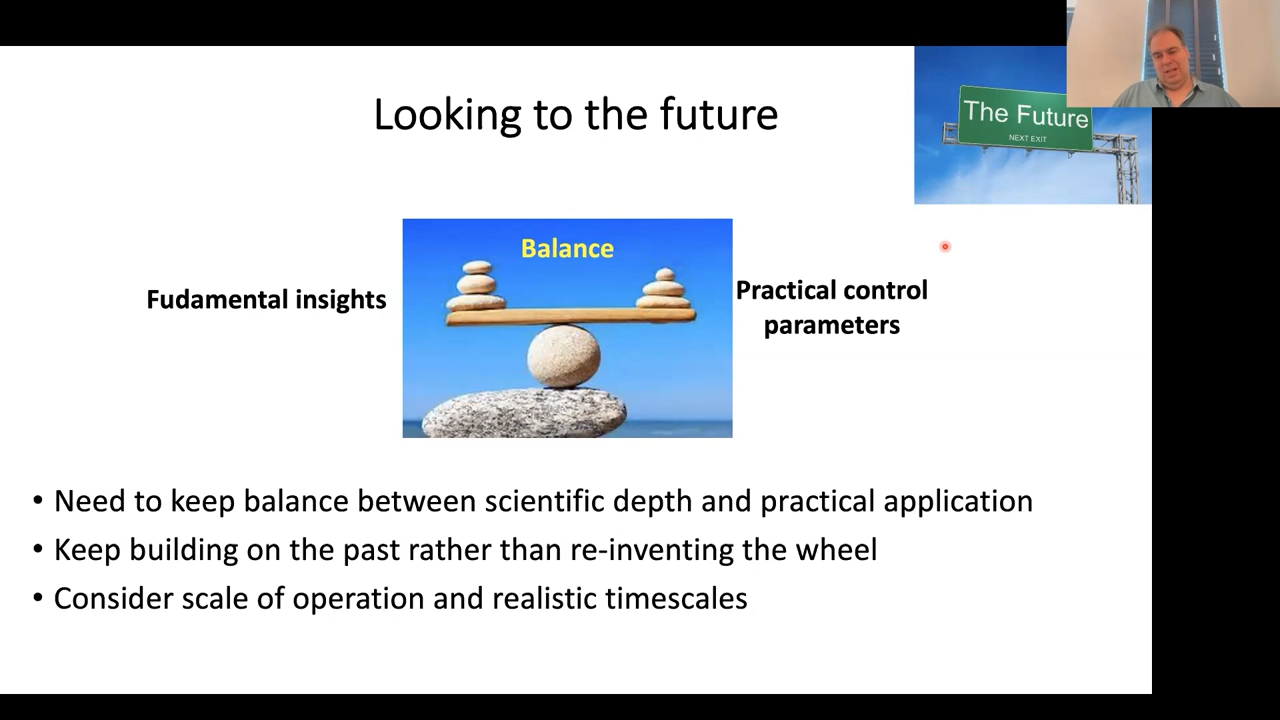 Looking to the future
The Future
NEXT EXIT
Balance
Fudamental insights
Practical control
parameters
• Need to keep balance between scientific depth and practical application
• Keep building on the past rather than re-inventing the wheel
• Consider scale of operation and realistic timescales